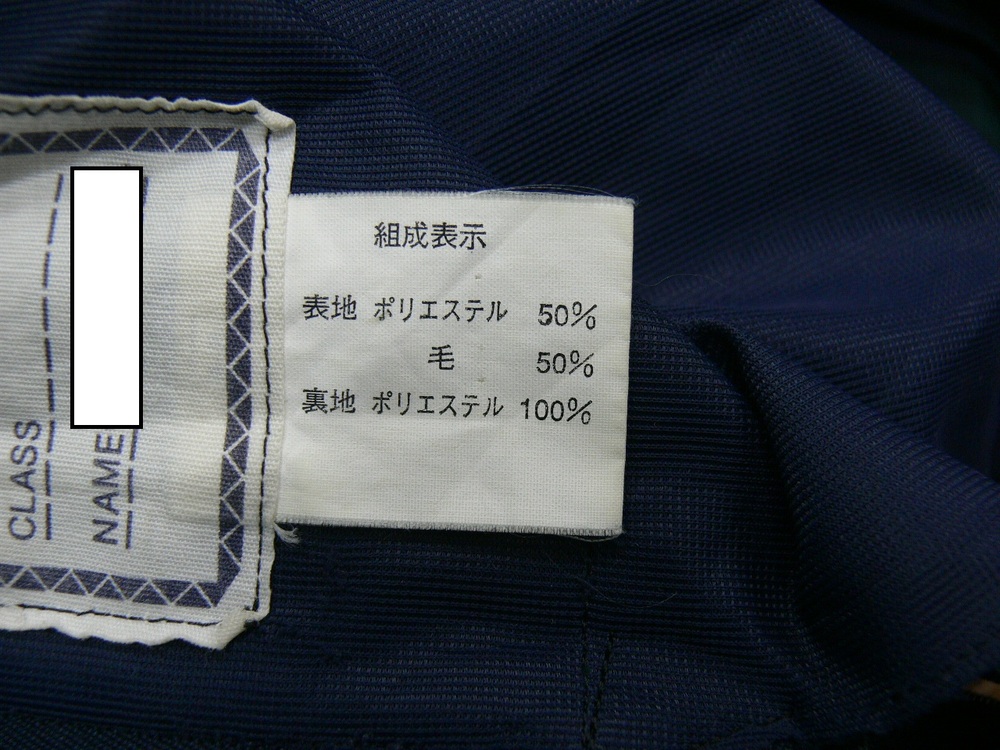 CLASS
NAME
組成表示
表地 ポリエステル 50%
毛 50%
裏地 ポリエステル 100%